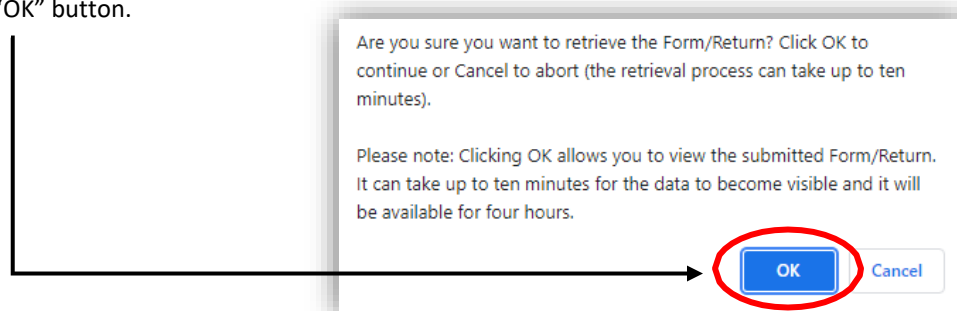 "OK" button.
Are you sure you want to retrieve the Form/Return? Click OK to
continue or Cancel to abort (the retrieval process can take up to ten
minutes).
Please note: Clicking OK allows you to view the submitted Form/Return.
It can take up to ten minutes for the data to become visible and it will
be available for four hours.
OK Cancel